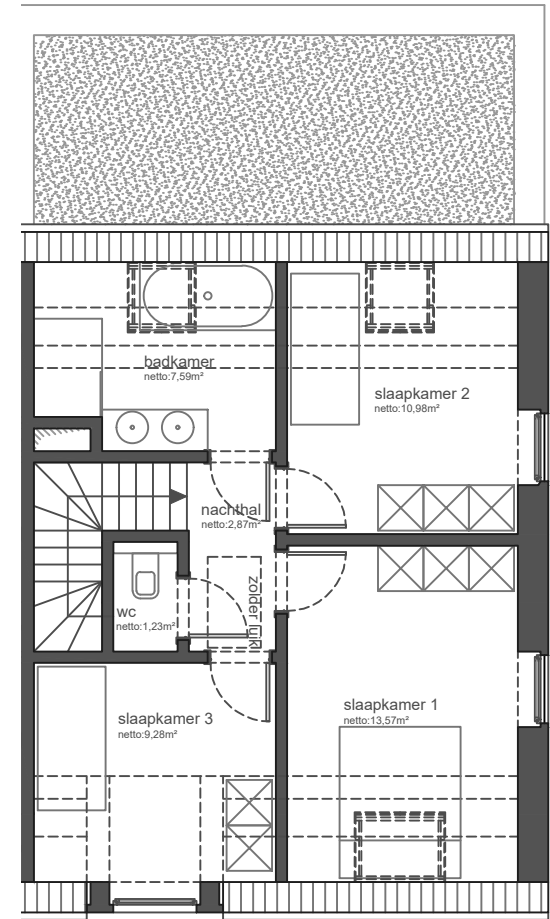 badkamer
netto:7,59m²
slaapkamer 2
netto:10,98m²
nachthal
netto:2,87m²
zolder luik
wc
netto:1,23m²
slaapkamer 3
netto:9,28m²
slaapkamer 1
netto:13,57m²